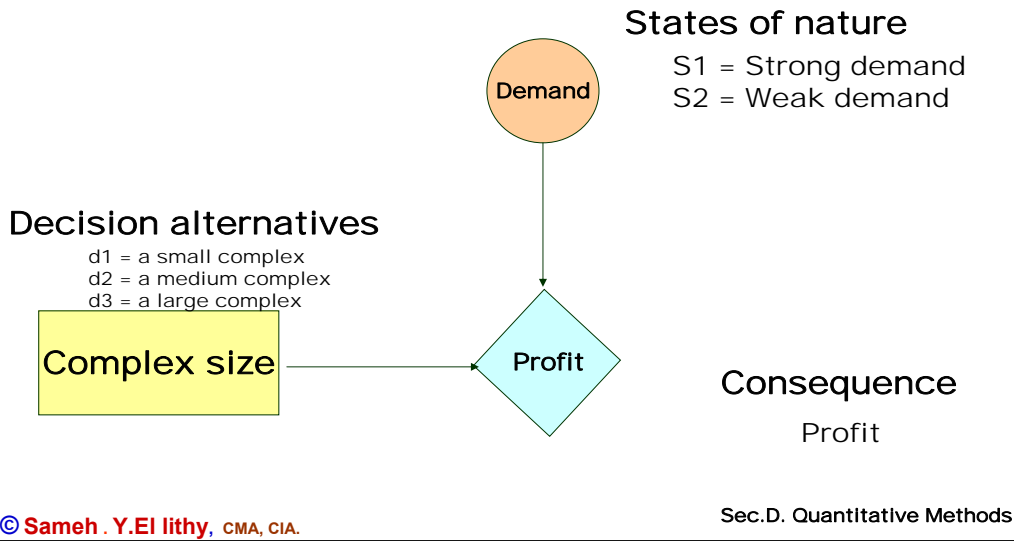 States of nature
S1 = Strong demand
S2 = Weak demand
Demand
Decision alternatives
d1 = a small complex
d2 = a medium complex
d3 = a large complex
Complex size
Profit
Consequence
Profit
© Sameh . Y.El lithy, CMA, CIA.
Sec.D. Quantitative Methods